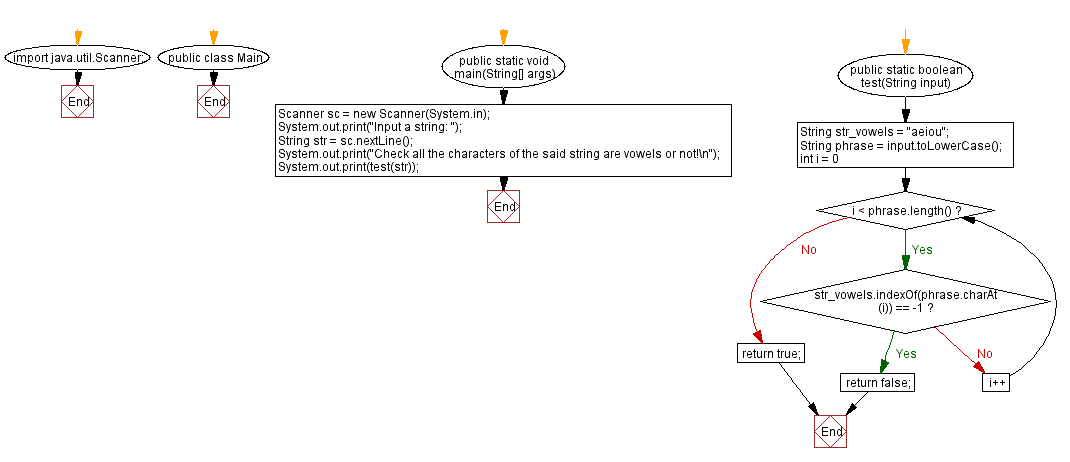 import java.util.Scanner;
End
public class Main
End
public static void
main(String[] args)
Scanner sc = new Scanner(System.in);
System.out.print("Input a string: ");
String str = sc.nextLine();
System.out.print("Check all the characters of the said string are vowels or not!\n");
System.out.print(test(str));
End
public static boolean
test(String input)
String str_vowels = "aeiou";
String phrase = input.toLowerCase();
int i = 0
i < phrase.length() ?
No
Yes
str_vowels.indexOf(phrase.charAt
(i)) == -1 ?
return true;
Yes
No
return false;
i++
End